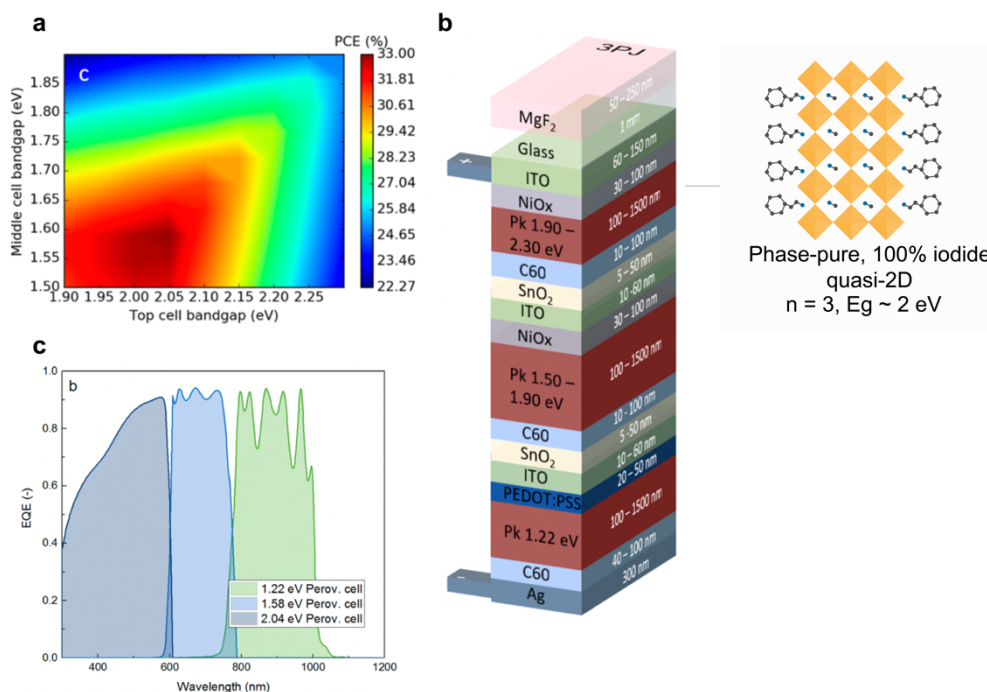 a
PCE (%)
C
1.85
1.80
1.75
1.70
1.65
1.60
1.55
1.50
Middle cell bandgap (eV)
1.90 1.95 2.00 2.05 2.10 2.15 2.20 2.25
Top cell bandgap (eV)
33.00
31.81
30.62
29.42
28.23
27.04
25.84
24.65
23.46
22.27
b
3PJ
MgF2
50 – 250 nm
Glass
1 mm
+
ITO
60 – 150 nm
NiOx
30 – 100 nm
Pk 1.90 –
2.30 eV
100 – 1500 nm
C60
10 – 100 nm
SnO2
5 – 50 nm
ITO
10 -60 nm
NiOx
30 – 100 nm
Pk 1.50 –
1.90 eV
100 - 1500 nm
C60
10 - 100 nm
SnO2
5 -50 nm
ITO
10 – 60 nm
PEDOT:PSS
20 – 50 nm
Pk 1.22 eV
100 – 1500 nm
C60
40 – 100 nm
-
Ag
300 nm
Phase-pure, 100% iodide
quasi-2D
n = 3, Eg ~ 2 eV
c
b
1.0
0.8
0.6
0.4
0.2
0.0
EQE (-)
1.22 eV Perov. cell
1.58 eV Perov. cell
2.04 eV Perov. cell
400 600 800 1000 1200
Wavelength (nm)